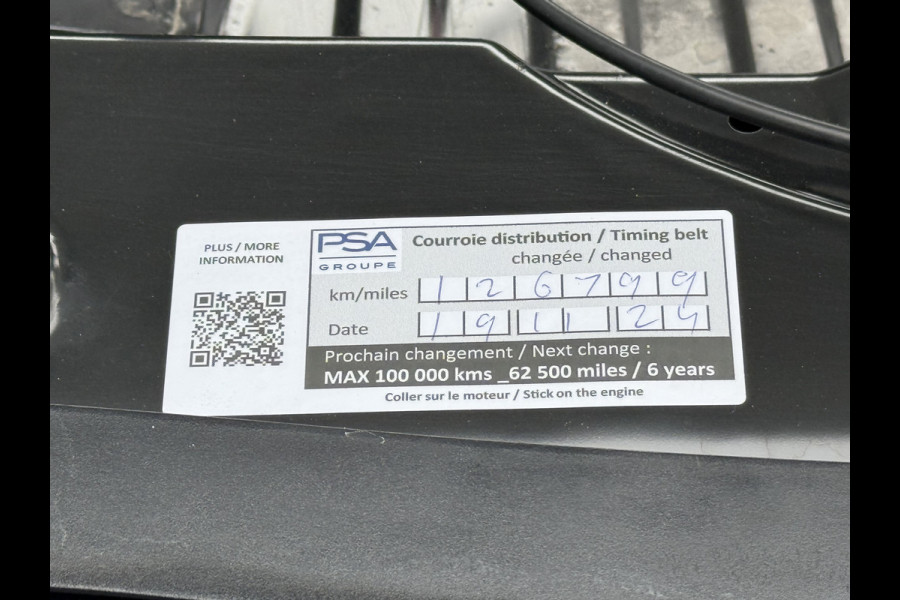 PLUS / MORE
INFORMATION
PSA
GROUPE
Courroie distribution / Timing belt
changée / changed
km/miles 126799
Date 19 11 24
Prochain changement / Next change :
MAX 100 000 kms _62 500 miles / 6 years
Coller sur le moteur / Stick on the engine